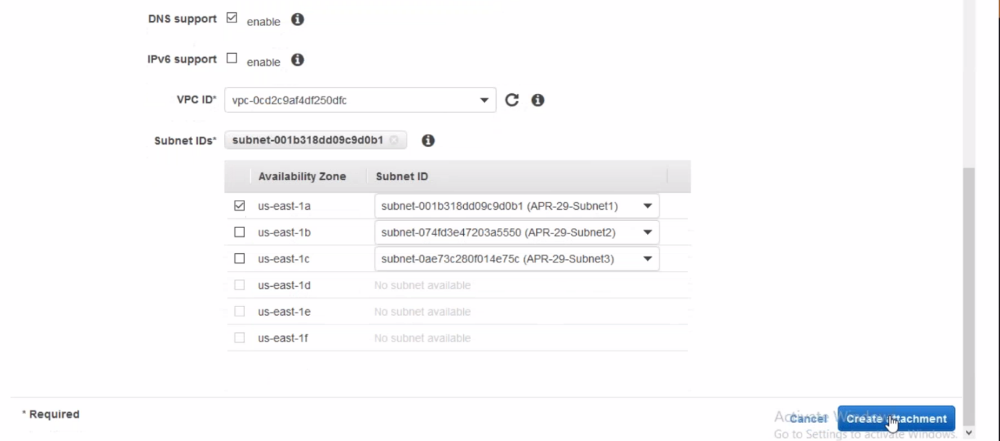 DNS support enable
IPv6 support enable
VPC ID* vpc-0cd2c9af4df250dfc
Subnet IDs* subnet-001b318dd09c9d0b1
Availability Zone Subnet ID
us-east-1a subnet-001b318dd09c9d0b1 (APR-29-Subnet1)
us-east-1b subnet-074fd3e47203a5550 (APR-29-Subnet2)
us-east-1c subnet-0ae73c280f014e75c (APR-29-Subnet3)
us-east-1d No subnet available
us-east-1e No subnet available
us-east-1f No subnet available
* Required
Activate Windows
Cancel Create attachment
Go to Settings to activate Windows.